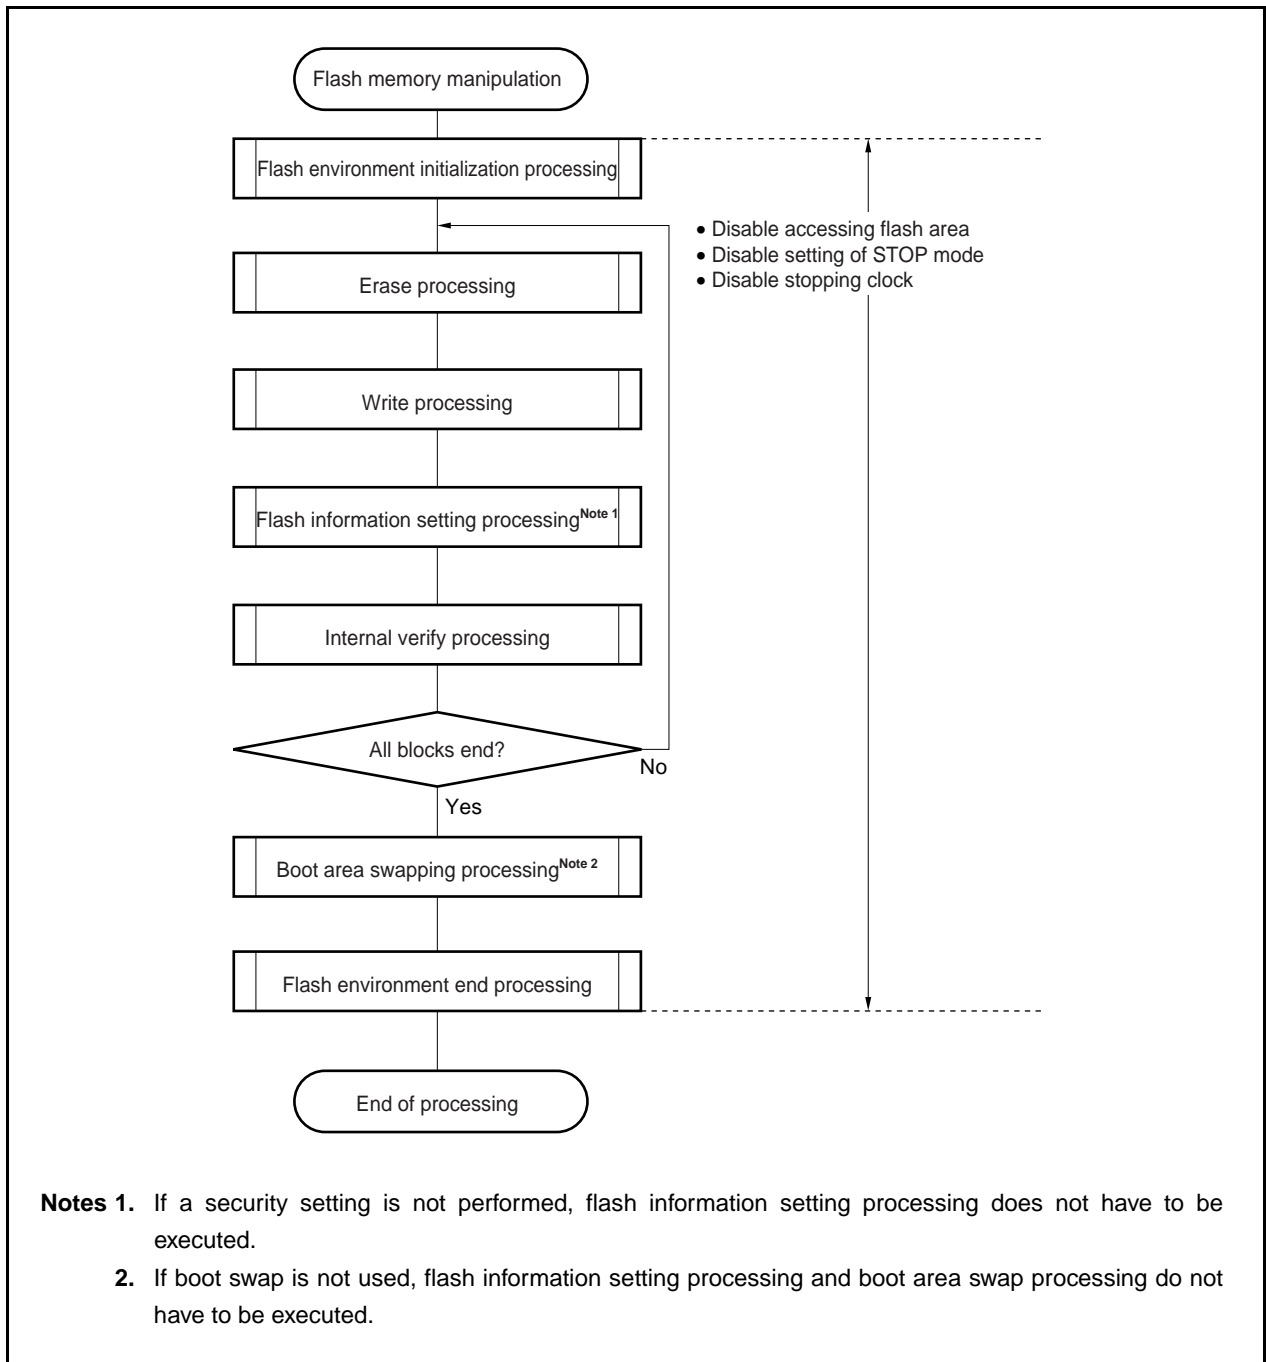 Flash memory manipulation
Flash environment initialization processing
• Disable accessing flash area
• Disable setting of STOP mode
• Disable stopping clock
Erase processing
Write processing
Flash information setting processingNote 1
Internal verify processing
All blocks end?
No
Yes
Boot area swapping processingNote 2
Flash environment end processing
End of processing
Notes 1. If a security setting is not performed, flash information setting processing does not have to be
executed.
2. If boot swap is not used, flash information setting processing and boot area swap processing do not
have to be executed.